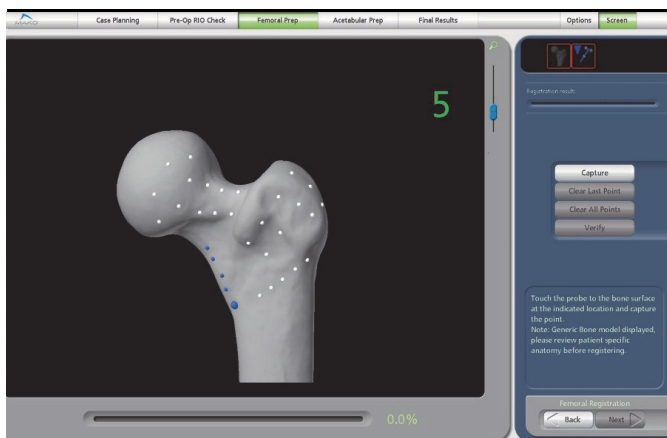 MAKO
Case Planning
Pre-Op RIO Check
Femoral Prep
Acetabular Prep
Final Results
Options
Screen
5
Registration result:
Capture
Clear Last Point
Clear All Points
Verify
Touch the probe to the bone surface
at the indicated location and capture
the point.
Note: Generic Bone model displayed,
please review patient specific
anatomy before registering.
0.0%
Femoral Registration
Back
Next